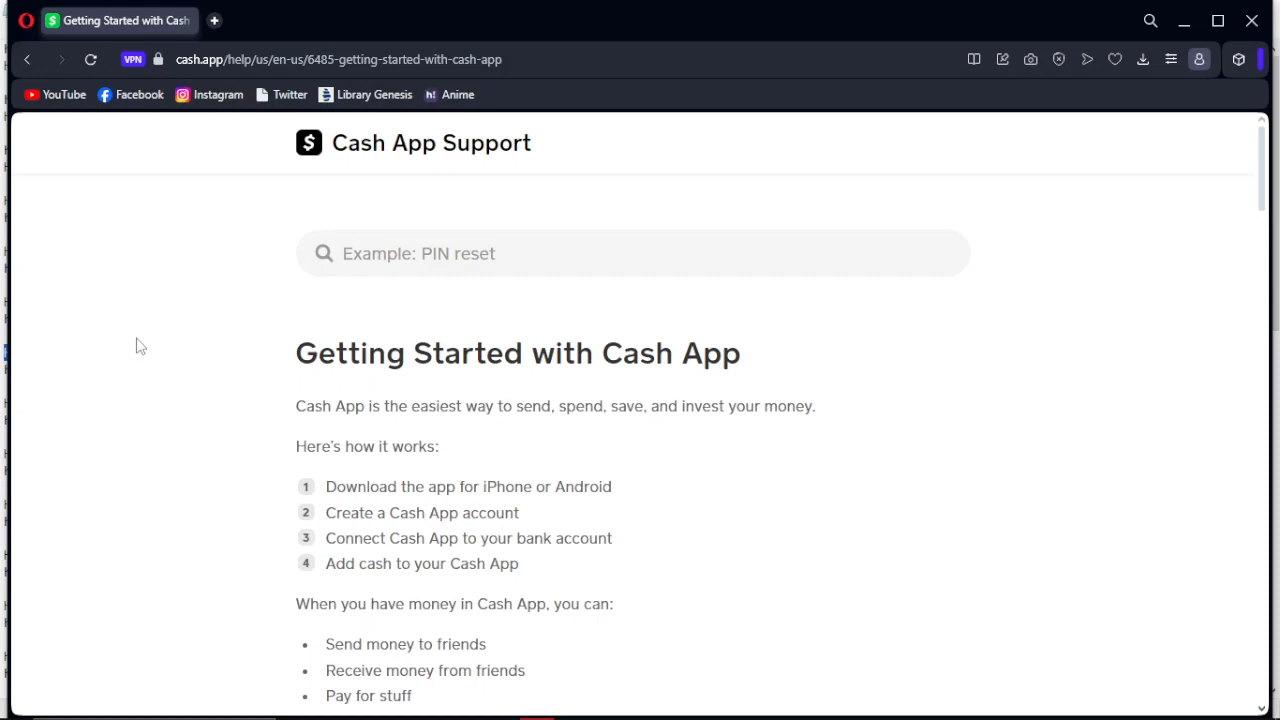 Getting Started with Cash
VPN
cash.app/help/us/en-us/6485-getting-started-with-cash-app
YouTube
Facebook
Instagram
Twitter
Library Genesis
h!
Anime
$ Cash App Support
Example: PIN reset
Getting Started with Cash App
Cash App is the easiest way to send, spend, save, and invest your money.
Here's how it works:
1 Download the app for iPhone or Android
2 Create a Cash App account
3 Connect Cash App to your bank account
4 Add cash to your Cash App
When you have money in Cash App, you can:
• Send money to friends
• Receive money from friends
• Pay for stuff